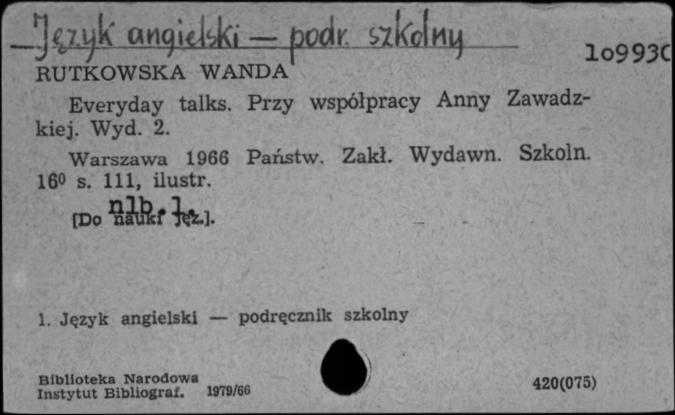 Język angielski — podr. szkolny
10993C
RUTKOWSKA WANDA
Everyday talks. Przy współpracy Anny Zawadz-
kiej. Wyd. 2.
Warszawa 1966 Państw. Zakł. Wydawn. Szkoln.
16⁰ s. 111, ilustr.
nlb. 1.
[Do nauki jęz.].
1. Język angielski — podręcznik szkolny
Biblioteka Narodowa
Instytut Bibliograf. 1979/66
420(075)